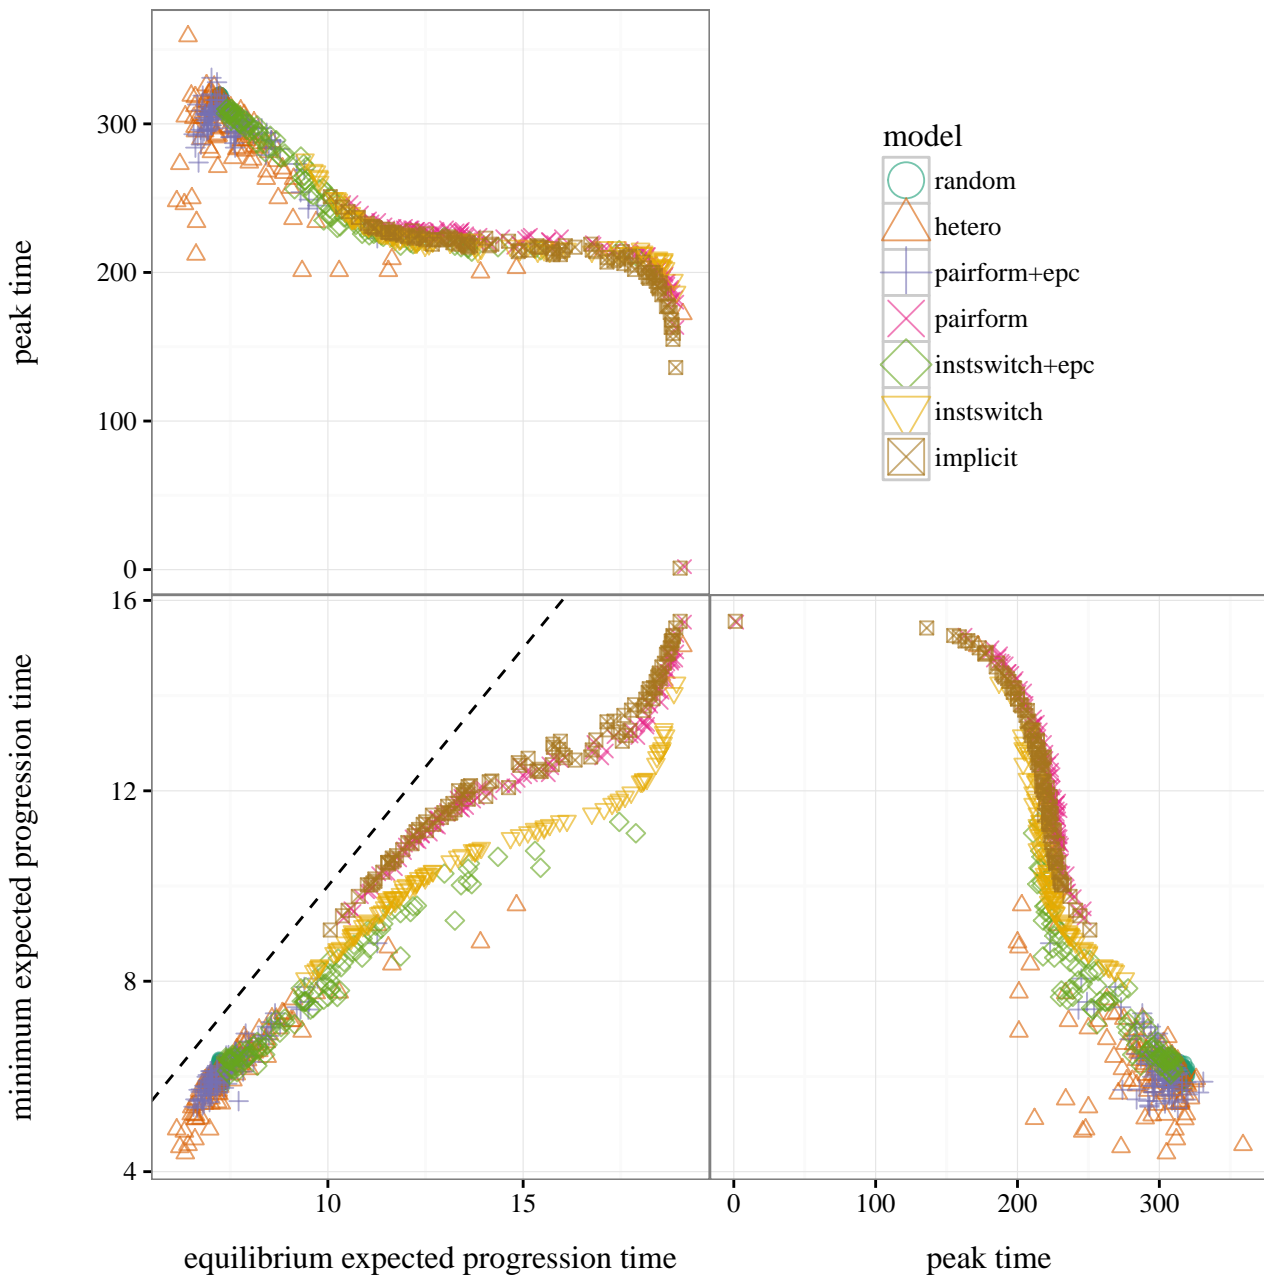 peak time
300
200
100
0
model
random
hetero
pairform+epc
pairform
instswitch+epc
instswitch
implicit
minimum expected progression time
16
12
8
4
10
15
0
100
200
300
equilibrium expected progression time
peak time